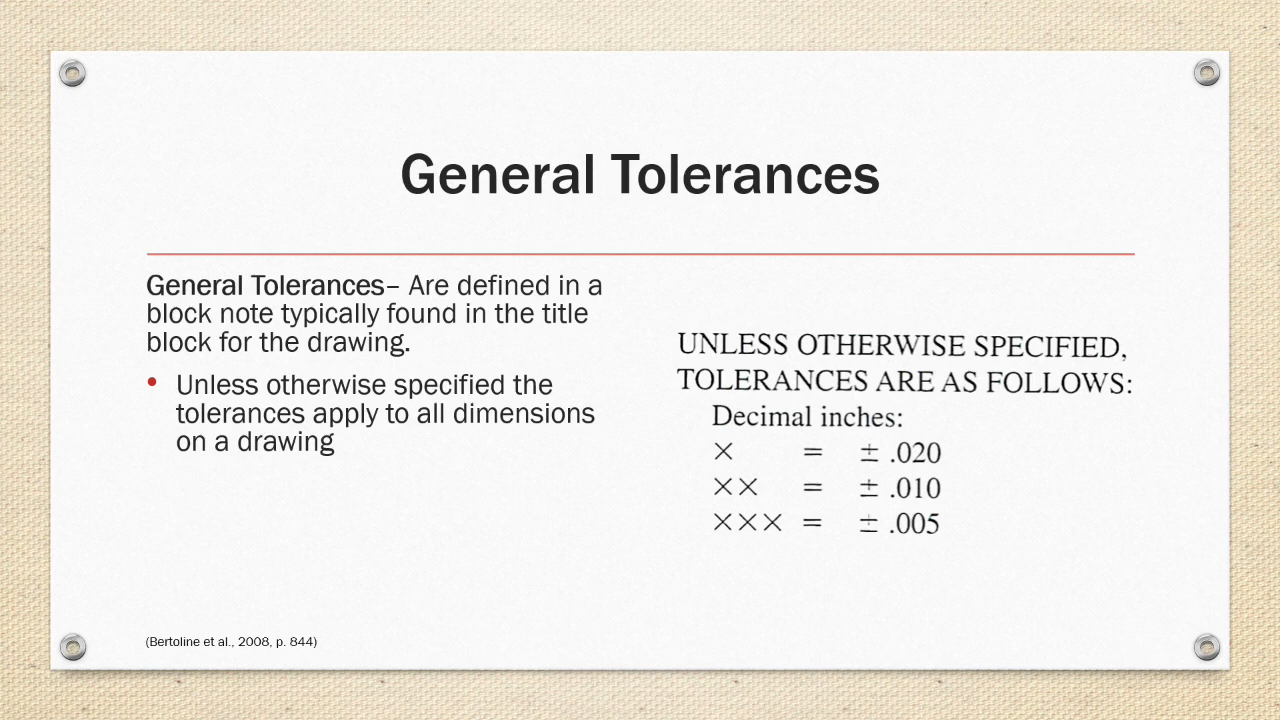 General Tolerances
General Tolerances– Are defined in a
block note typically found in the title
block for the drawing.
• Unless otherwise specified the
tolerances apply to all dimensions
on a drawing
UNLESS OTHERWISE SPECIFIED,
TOLERANCES ARE AS FOLLOWS:
Decimal inches:
× = ± .020
×× = ± .010
××× = ± .005
(Bertoline et al., 2008, p. 844)